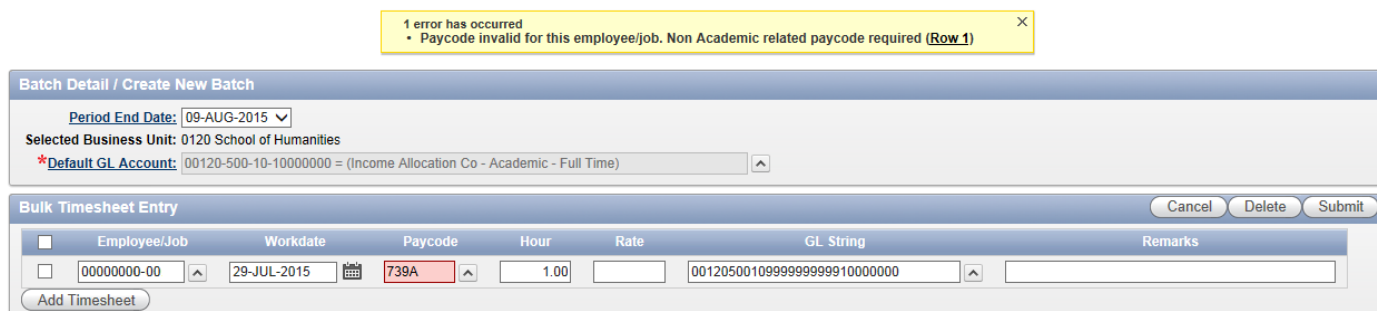 1 error has occurred
• Paycode invalid for this employee/job. Non Academic related paycode required (Row 1)
Batch Detail / Create New Batch
Period End Date: 09-AUG-2015
Selected Business Unit: 0120 School of Humanities
*Default GL Account: 00120-500-10-10000000 = (Income Allocation Co - Academic - Full Time)
Bulk Timesheet Entry Cancel Delete Submit
Employee/Job Workdate Paycode Hour Rate GL String Remarks
00000000-00 29-JUL-2015 739A 1.00
Add Timesheet